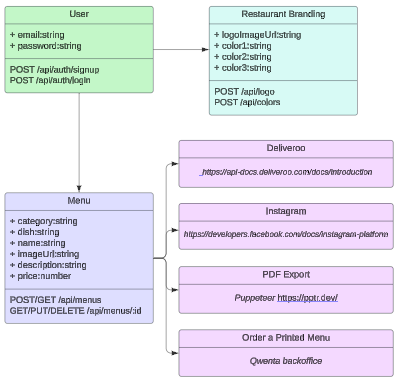 User
+ email:string
+ password:string
POST /api/auth/signup
POST /api/auth/login
Restaurant Branding
+ logoImageUrl:string
+ color1:string
+ color2:string
+ color3:string
POST /api/logo
POST /api/colors
Menu
+ category:string
+ dish:string
+ name:string
+ imageUrl:string
+ description:string
+ price:number
POST/GET /api/menus
GET/PUT/DELETE /api/menus/:id
Deliveroo
_https://api-docs.deliveroo.com/docs/introduction
Instagram
https://developers.facebook.com/docs/instagram-platform
PDF Export
Puppeteer https://pptr.dev/
Order a Printed Menu
Qwenta backoffice